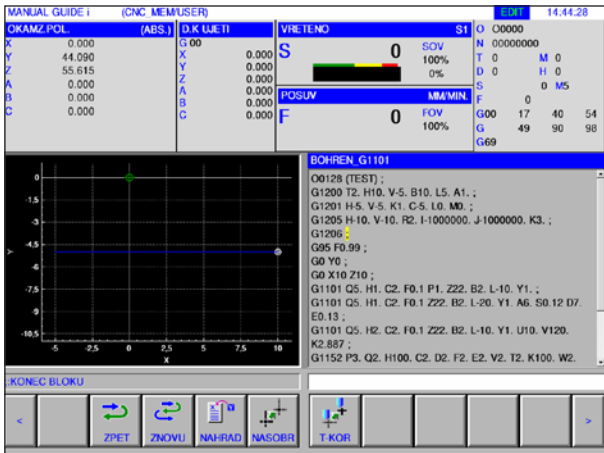 MANUAL GUIDE i (CNC_MEM/USER) EDIT 14:44:28
OKAMZ.POL. (ABS.)
X 0.000
Y 44.090
Z 55.615
A 0.000
B 0.000
C 0.000
D.K UJETI
G 00
X 0.000
Y 0.000
Z 0.000
A 0.000
B 0.000
C 0.000
VRETENO S1
S 0 SOV
100%
0%
POSUV MM/MIN.
F 0 FOV
100%
O O0000
N 00000000
T 0 M 0
D 0 H 0
S 0 M5
F 0
G00 17 40 54
G 49 90 98
G69
0
-1,5
-3
-4,5
-6
-7,5
-9
-10,5
Y
-5 -2,5 0 2,5 5 7,5 10
X
BOHREN_G1101
O0128 (TEST) ;
G1200 T2. H10. V-5. B10. L5. A1. ;
G1201 H-5. V-5. K1. C-5. L0. M0. ;
G1205 H-10. V-10. R2. I-1000000. J-1000000. K3. ;
G1206 ;
G95 F0.99 ;
G0 Y0 ;
G0 X10 Z10 ;
G1101 Q5. H1. C2. F0.1 P1. Z22. B2. L-10. Y1. ;
G1101 Q5. H1. C2. F0.1 Z22. B2. L-20. Y1. A6. S0.12 D7.
E0.13 ;
G1101 Q5. H2. C2. F0.1 Z22. B2. L-10. Y1. U10. V120.
K2.887 ;
G1152 P3. Q2. H100. C2. D2. F2. E2. V2. T2. K100. W2.
;:KONEC BLOKU
< ZPET ZNOVU NAHRAD NASOBR T-KOR >